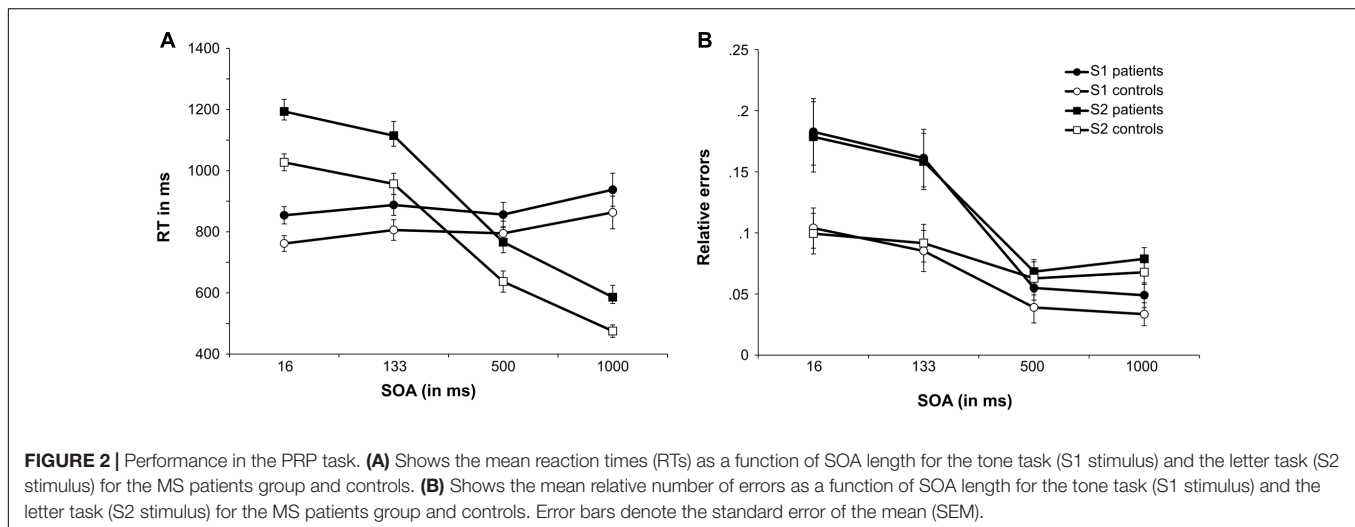 A
B
1400
1200
1000
800
600
400
RT in ms
16 133 500 1000
SOA (in ms)
.25
.2
.15
.1
.05
0
Relative errors
16 133 500 1000
SOA (in ms)
S1 patients
S1 controls
S2 patients
S2 controls
FIGURE 2 | Performance in the PRP task. (A) Shows the mean reaction times (RTs) as a function of SOA length for the tone task (S1 stimulus) and the letter task (S2
stimulus) for the MS patients group and controls. (B) Shows the mean relative number of errors as a function of SOA length for the tone task (S1 stimulus) and the
letter task (S2 stimulus) for the MS patients group and controls. Error bars denote the standard error of the mean (SEM).